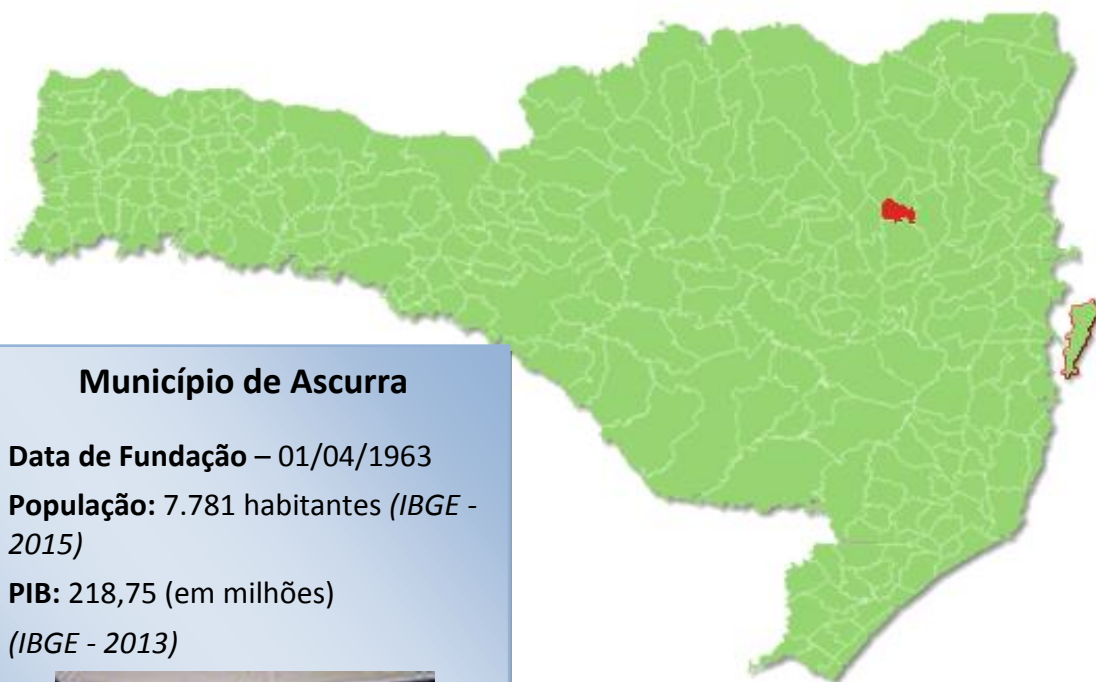 Município de Ascurra
Data de Fundação – 01/04/1963
População: 7.781 habitantes (IBGE -
2015)
PIB: 218,75 (em milhões)
(IBGE - 2013)